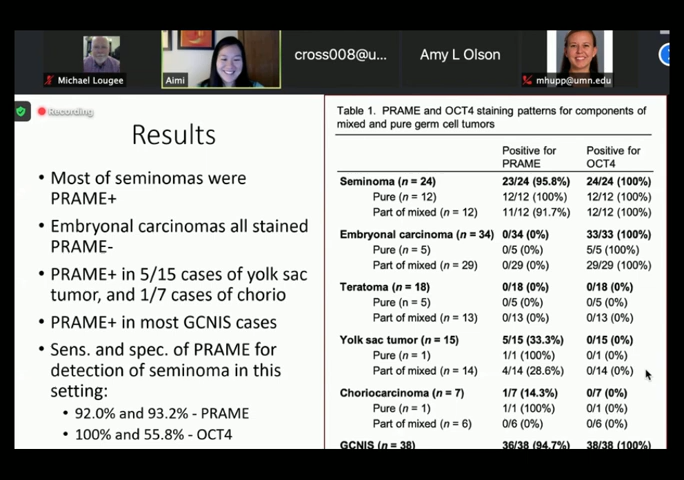 Michael Lougee
Aimi
cross008@u...
Amy L Olson
mhupp@umn.edu
Recording
Results
• Most of seminomas were
PRAME+
• Embryonal carcinomas all stained
PRAME-
• PRAME+ in 5/15 cases of yolk sac
tumor, and 1/7 cases of chorio
• PRAME+ in most GCNIS cases
• Sens. and spec. of PRAME for
detection of seminoma in this
setting:
• 92.0% and 93.2% - PRAME
• 100% and 55.8% - OCT4
Table 1. PRAME and OCT4 staining patterns for components of
mixed and pure germ cell tumors
Positive for PRAME Positive for OCT4
Seminoma (n = 24) 23/24 (95.8%) 24/24 (100%)
Pure (n = 12) 12/12 (100%) 12/12 (100%)
Part of mixed (n = 12) 11/12 (91.7%) 12/12 (100%)
Embryonal carcinoma (n = 34) 0/34 (0%) 33/33 (100%)
Pure (n = 5) 0/5 (0%) 5/5 (100%)
Part of mixed (n = 29) 0/29 (0%) 29/29 (100%)
Teratoma (n = 18) 0/18 (0%) 0/18 (0%)
Pure (n = 5) 0/5 (0%) 0/5 (0%)
Part of mixed (n = 13) 0/13 (0%) 0/13 (0%)
Yolk sac tumor (n = 15) 5/15 (33.3%) 0/15 (0%)
Pure (n = 1) 1/1 (100%) 0/1 (0%)
Part of mixed (n = 14) 4/14 (28.6%) 0/14 (0%)
Choriocarcinoma (n = 7) 1/7 (14.3%) 0/7 (0%)
Pure (n = 1) 1/1 (100%) 0/1 (0%)
Part of mixed (n = 6) 0/6 (0%) 0/6 (0%)
GCNIS (n = 38) 36/38 (94.7%) 38/38 (100%)